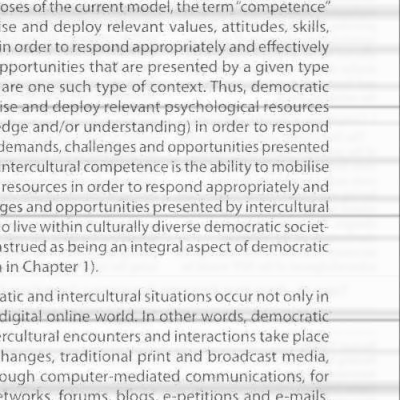 oses of the current model, the term "competence"
se and deploy relevant values, attitudes, skills,
in order to respond appropriately and effectively
pportunities that are presented by a given type
are one such type of context. Thus, democratic
ise and deploy relevant psychological resources
edge and/or understanding) in order to respond
demands, challenges and opportunities presented
intercultural competence is the ability to mobilise
resources in order to respond appropriately and
ges and opportunities presented by intercultural
o live within culturally diverse democratic societ-
nstrued as being an integral aspect of democratic
in Chapter 1).
atic and intercultural situations occur not only in
digital online world. In other words, democratic
ercultural encounters and interactions take place
changes, traditional print and broadcast media,
ough computer-mediated communications, for
etworks, forums, blogs, e-petitions and e-mails.